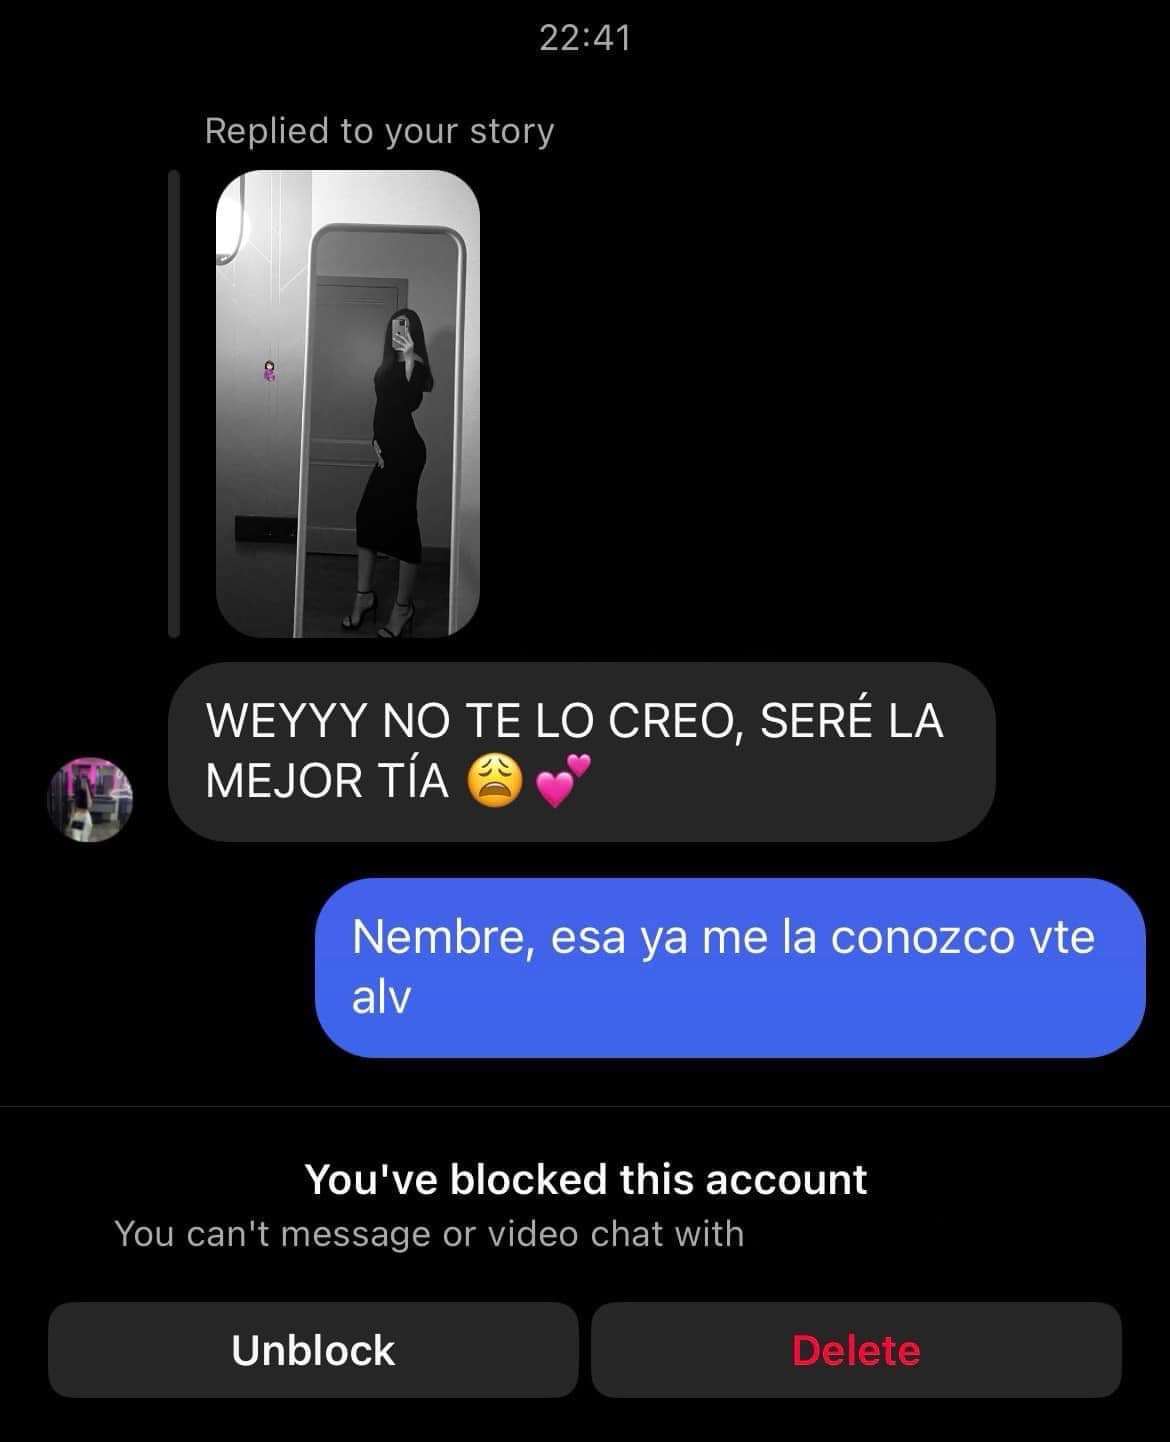 22:41
Replied to your story
WEYYY NO TE LO CREO, SERÉ LA
MEJOR TÍA 😩💕
Nembre, esa ya me la conozco vte
alv
You've blocked this account
You can't message or video chat with
Unblock
Delete